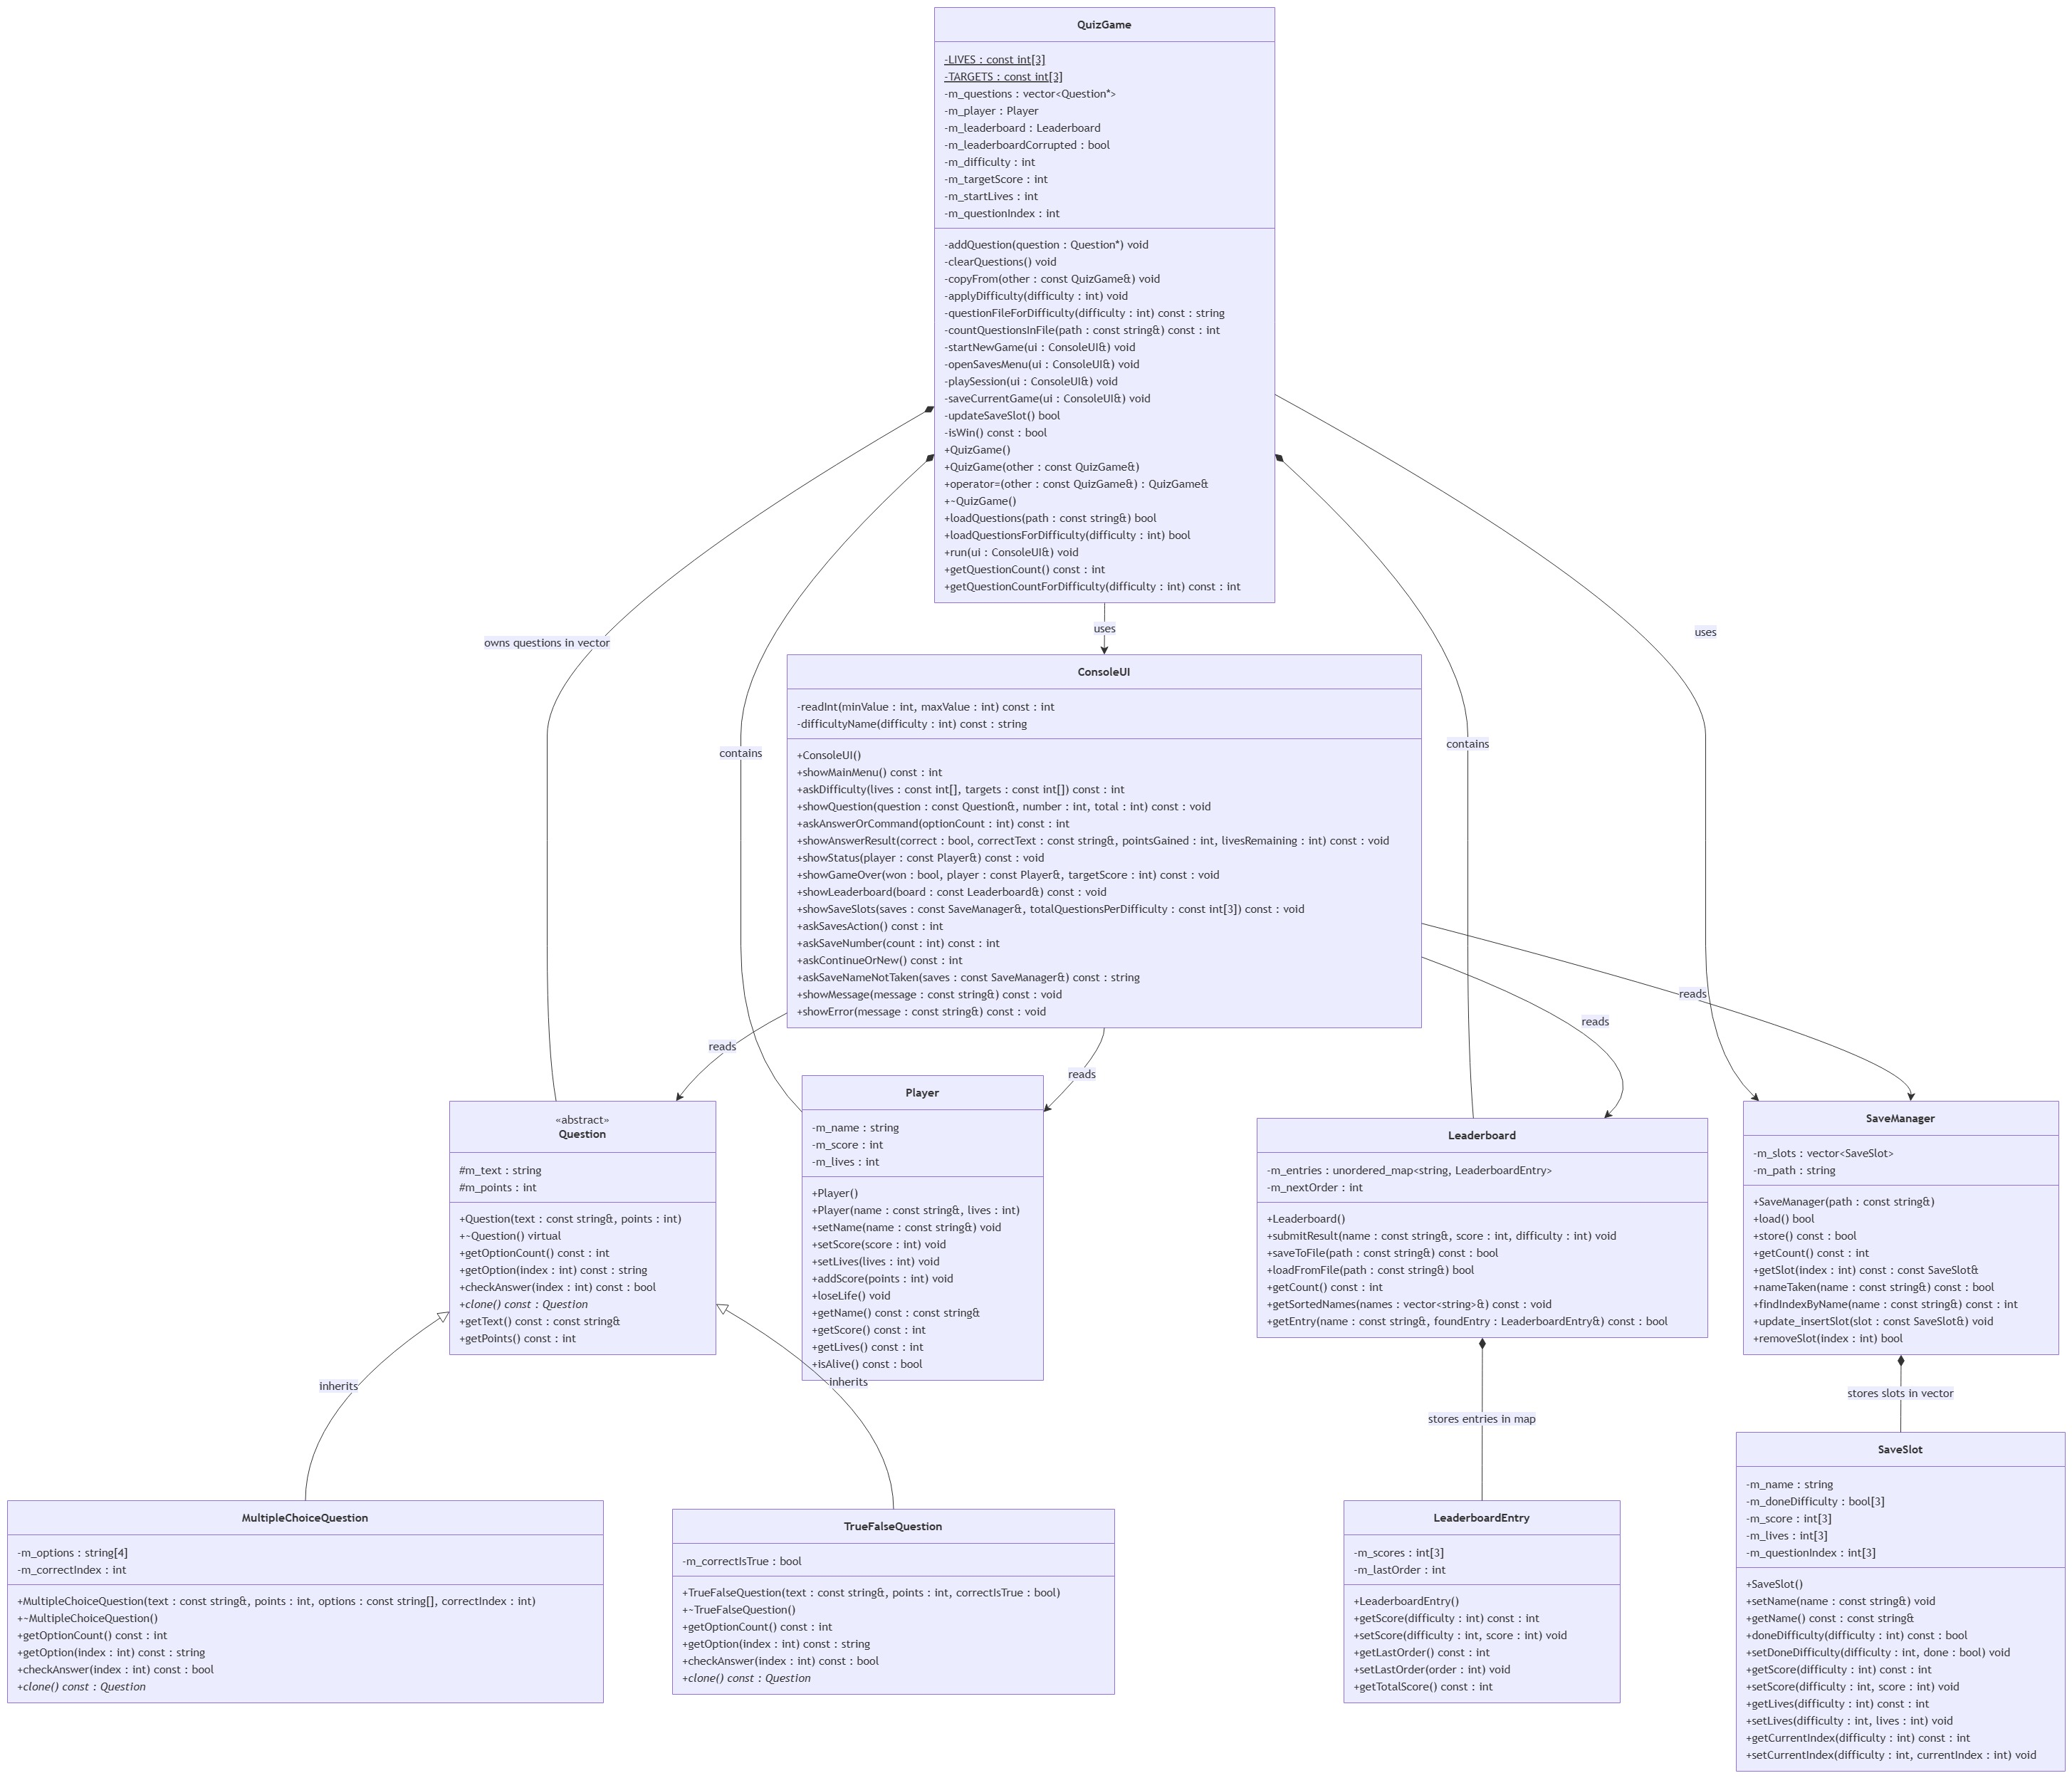 QuizGame
-LIVES : const int[3]
-TARGETS : const int[3]
-m_questions : vector<Question*>
-m_player : Player
-m_leaderboard : Leaderboard
-m_leaderboardCorrupted : bool
-m_difficulty : int
-m_targetScore : int
-m_startLives : int
-m_questionIndex : int
-addQuestion(question : Question*) void
-clearQuestions() void
-copyFrom(other : const QuizGame&) void
-applyDifficulty(difficulty : int) void
-questionFileForDifficulty(difficulty : int) const : string
-countQuestionsInFile(path : const string&) const : int
-startNewGame(ui : ConsoleUI&) void
-openSavesMenu(ui : ConsoleUI&) void
-playSession(ui : ConsoleUI&) void
-saveCurrentGame(ui : ConsoleUI&) void
-updateSaveSlot() bool
-isWin() const : bool
+QuizGame()
+QuizGame(other : const QuizGame&)
+operator=(other : const QuizGame&) : QuizGame&
+~QuizGame()
+loadQuestions(path : const string&) bool
+loadQuestionsForDifficulty(difficulty : int) bool
+run(ui : ConsoleUI&) void
+getQuestionCount() const : int
+getQuestionCountForDifficulty(difficulty : int) const : int
uses
uses
owns questions in vector
contains
contains
ConsoleUI
-readInt(minValue : int, maxValue : int) const : int
-difficultyName(difficulty : int) const : string
+ConsoleUI()
+showMainMenu() const : int
+askDifficulty(lives : const int[], targets : const int[]) const : int
+showQuestion(question : const Question&, number : int, total : int) const : void
+askAnswerOrCommand(optionCount : int) const : int
+showAnswerResult(correct : bool, correctText : const string&, pointsGained : int, livesRemaining : int) const : void
+showStatus(player : const Player&) const : void
+showGameOver(won : bool, player : const Player&, targetScore : int) const : void
+showLeaderboard(board : const Leaderboard&) const : void
+showSaveSlots(saves : const SaveManager&, totalQuestionsPerDifficulty : const int[3]) const : void
+askSavesAction() const : int
+askSaveNumber(count : int) const : int
+askContinueOrNew() const : int
+askSaveNameNotTaken(saves : const SaveManager&) const : string
+showMessage(message : const string&) const : void
+showError(message : const string&) const : void
reads
reads
reads
reads
«abstract»
Question
#m_text : string
#m_points : int
+Question(text : const string&, points : int)
+~Question() virtual
+getOptionCount() const : int
+getOption(index : int) const : string
+checkAnswer(index : int) const : bool
+clone() const : Question
+getText() const : const string&
+getPoints() const : int
Player
-m_name : string
-m_score : int
-m_lives : int
+Player()
+Player(name : const string&, lives : int)
+setName(name : const string&) void
+setScore(score : int) void
+setLives(lives : int) void
+addScore(points : int) void
+loseLife() void
+getName() const : const string&
+getScore() const : int
+getLives() const : int
+isAlive() const : bool
Leaderboard
-m_entries : unordered_map<string, LeaderboardEntry>
-m_nextOrder : int
+Leaderboard()
+submitResult(name : const string&, score : int, difficulty : int) void
+saveToFile(path : const string&) const : bool
+loadFromFile(path : const string&) bool
+getCount() const : int
+getSortedNames(names : vector<string>&) const : void
+getEntry(name : const string&, foundEntry : LeaderboardEntry&) const : bool
SaveManager
-m_slots : vector<SaveSlot>
-m_path : string
+SaveManager(path : const string&)
+load() bool
+store() const : bool
+getCount() const : int
+getSlot(index : int) const : const SaveSlot&
+nameTaken(name : const string&) const : bool
+findIndexByName(name : const string&) const : int
+update_insertSlot(slot : const SaveSlot&) void
+removeSlot(index : int) bool
inherits
inherits
stores entries in map
stores slots in vector
MultipleChoiceQuestion
-m_options : string[4]
-m_correctIndex : int
+MultipleChoiceQuestion(text : const string&, points : int, options : const string[], correctIndex : int)
+~MultipleChoiceQuestion()
+getOptionCount() const : int
+getOption(index : int) const : string
+checkAnswer(index : int) const : bool
+clone() const : Question
TrueFalseQuestion
-m_correctIsTrue : bool
+TrueFalseQuestion(text : const string&, points : int, correctIsTrue : bool)
+~TrueFalseQuestion()
+getOptionCount() const : int
+getOption(index : int) const : string
+checkAnswer(index : int) const : bool
+clone() const : Question
LeaderboardEntry
-m_scores : int[3]
-m_lastOrder : int
+LeaderboardEntry()
+getScore(difficulty : int) const : int
+setScore(difficulty : int, score : int) void
+getLastOrder() const : int
+setLastOrder(order : int) void
+getTotalScore() const : int
SaveSlot
-m_name : string
-m_doneDifficulty : bool[3]
-m_score : int[3]
-m_lives : int[3]
-m_questionIndex : int[3]
+SaveSlot()
+setName(name : const string&) void
+getName() const : const string&
+doneDifficulty(difficulty : int) const : bool
+setDoneDifficulty(difficulty : int, done : bool) void
+getScore(difficulty : int) const : int
+setScore(difficulty : int, score : int) void
+getLives(difficulty : int) const : int
+setLives(difficulty : int, lives : int) void
+getCurrentIndex(difficulty : int) const : int
+setCurrentIndex(difficulty : int, currentIndex : int) void